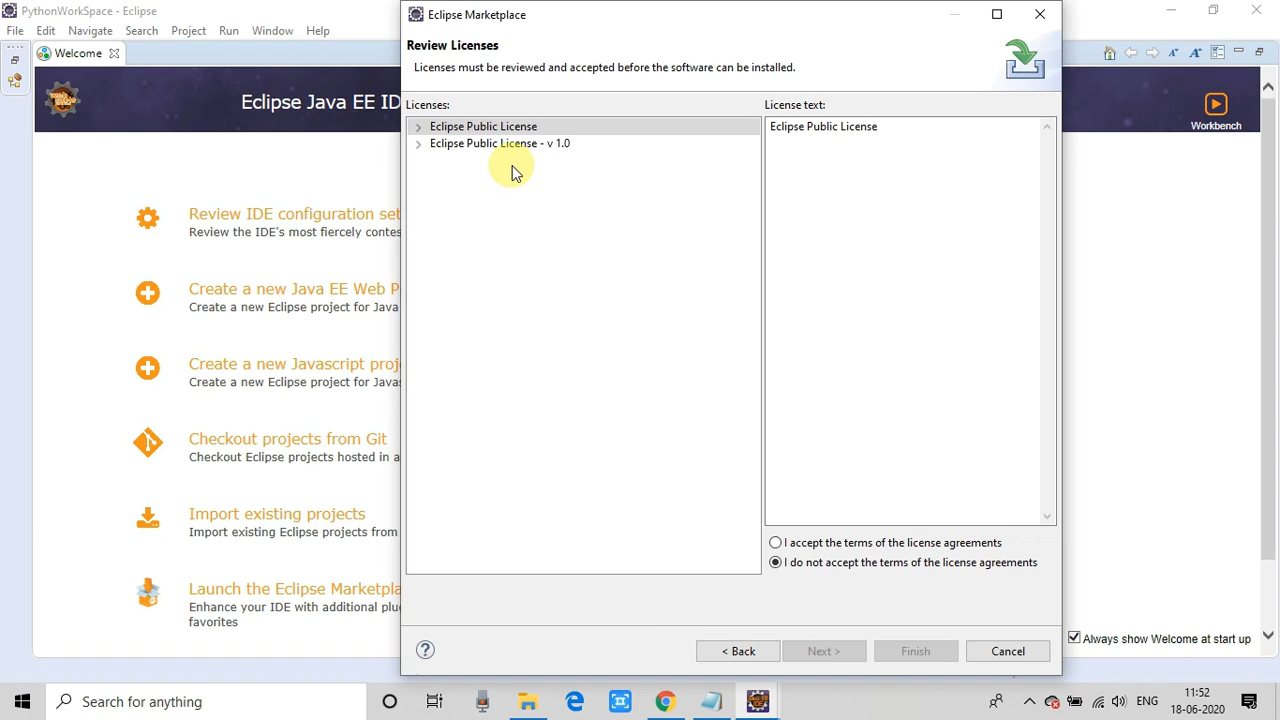 PythonWorkSpace - Eclipse
File Edit Navigate Search Project Run Window Help
Welcome
Eclipse Java EE ID
Workbench
Review IDE configuration set
Review the IDE's most fiercely contes
Create a new Java EE Web P
Create a new Eclipse project for Java
Create a new Javascript proj
Create a new Eclipse project for Javas
Checkout projects from Git
Checkout Eclipse projects hosted in a
Import existing projects
Import existing Eclipse projects from
Launch the Eclipse Marketpla
Enhance your IDE with additional plu
favorites
Always show Welcome at start up
Eclipse Marketplace
Review Licenses
Licenses must be reviewed and accepted before the software can be installed.
Licenses:
Eclipse Public License
Eclipse Public License - v 1.0
License text:
Eclipse Public License
I accept the terms of the license agreements
I do not accept the terms of the license agreements
< Back Next > Finish Cancel
Search for anything
ENG
11:52
18-06-2020